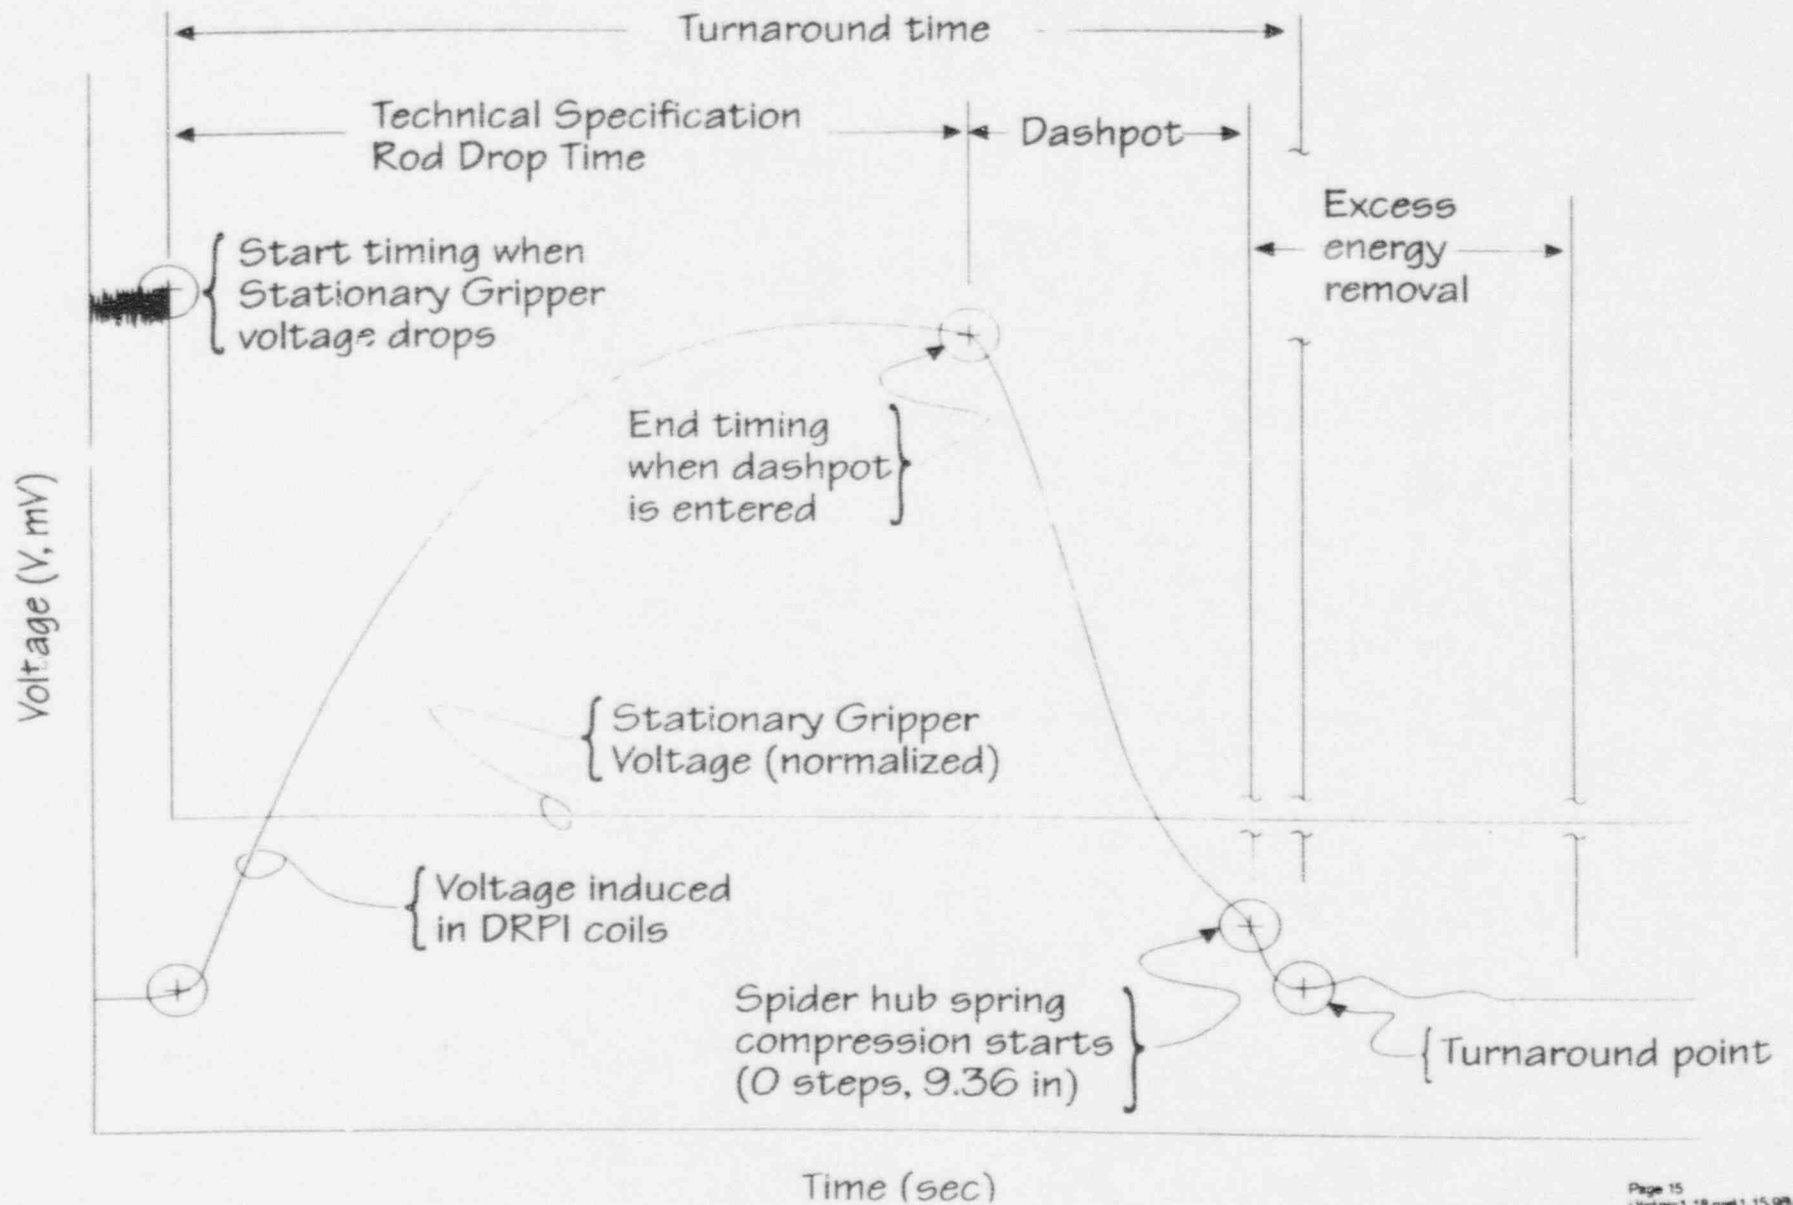 Turnaround time
Technical Specification
Rod Drop Time
Dashpot
Excess
energy
removal
Start timing when
Stationary Gripper
voltage drops
End timing
when dashpot
is entered
Voltage (V, mV)
Stationary Gripper
Voltage (normalized)
Voltage induced
in DRPI coils
Spider hub spring
compression starts
(0 steps, 9.36 in)
Turnaround point
Time (sec)
Page 15